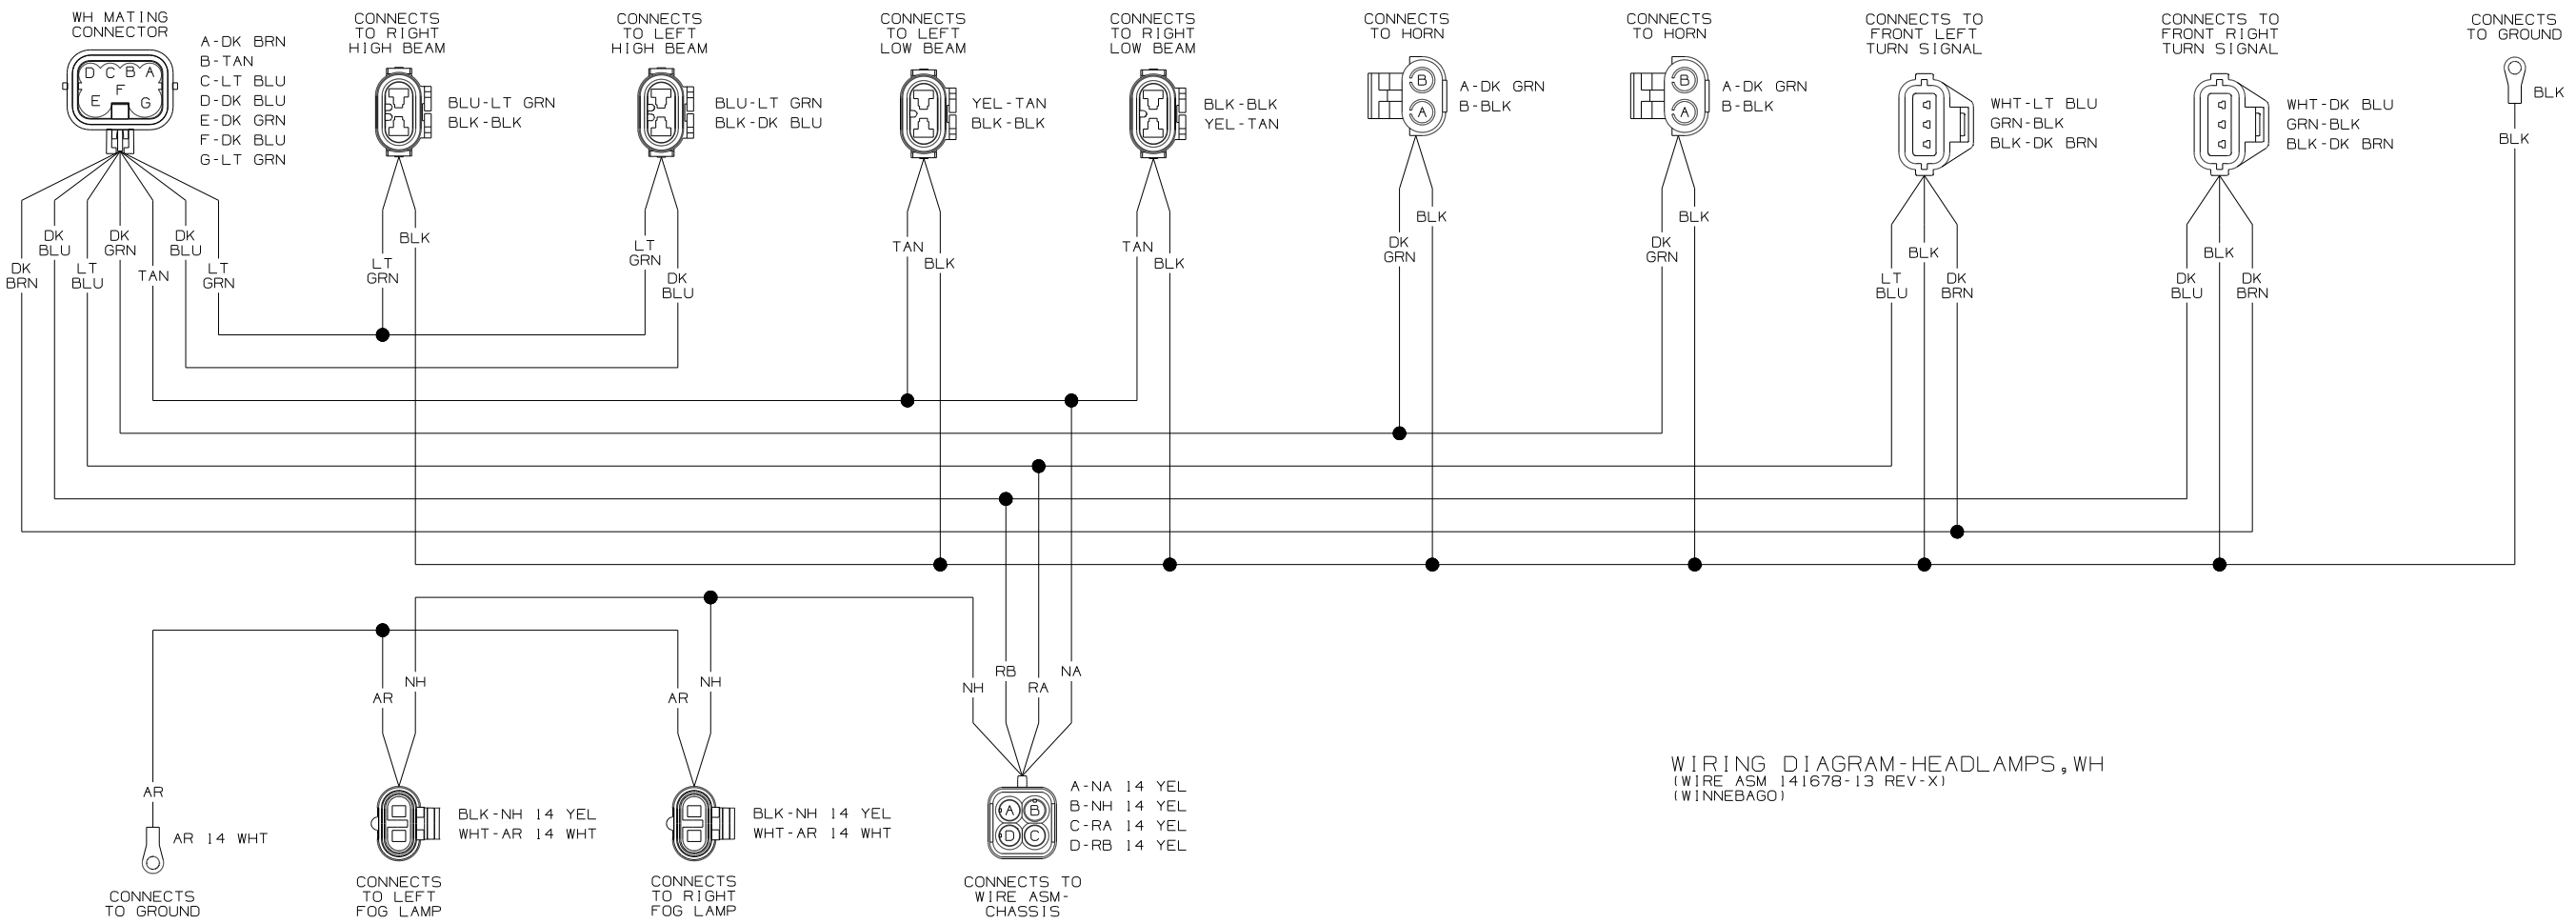 WH MATING
CONNECTOR
A-DK BRN
B-TAN
C-LT BLU
D-DK BLU
E-DK GRN
F-DK BLU
G-LT GRN
D C B A
F
E G
CONNECTS
TO RIGHT
HIGH BEAM
BLU-LT GRN
BLK-BLK
CONNECTS
TO LEFT
HIGH BEAM
BLU-LT GRN
BLK-DK BLU
CONNECTS
TO LEFT
LOW BEAM
YEL-TAN
BLK-BLK
CONNECTS
TO RIGHT
LOW BEAM
BLK-BLK
YEL-TAN
CONNECTS
TO HORN
B
A
A-DK GRN
B-BLK
CONNECTS
TO HORN
B
A
A-DK GRN
B-BLK
CONNECTS TO
FRONT LEFT
TURN SIGNAL
WHT-LT BLU
GRN-BLK
BLK-DK BRN
CONNECTS TO
FRONT RIGHT
TURN SIGNAL
WHT-DK BLU
GRN-BLK
BLK-DK BRN
CONNECTS
TO GROUND
BLK
BLK
DK
BRN
DK
BLU
LT
BLU
DK
GRN
TAN
DK
BLU
LT
GRN
LT
GRN
BLK
LT
GRN
DK
BLU
TAN
BLK
TAN
BLK
DK
GRN
BLK
DK
GRN
BLK
LT
BLU
BLK
DK
BRN
DK
BLU
BLK
DK
BRN
AR
AR
NH
AR
NH
NH
RB
RA
NA
AR 14 WHT
CONNECTS
TO GROUND
BLK-NH 14 YEL
WHT-AR 14 WHT
CONNECTS
TO LEFT
FOG LAMP
BLK-NH 14 YEL
WHT-AR 14 WHT
CONNECTS
TO RIGHT
FOG LAMP
A B
D C
A-NA 14 YEL
B-NH 14 YEL
C-RA 14 YEL
D-RB 14 YEL
CONNECTS TO
WIRE ASM-
CHASSIS
WIRING DIAGRAM-HEADLAMPS,WH
(WIRE ASM 141678-13 REV-X)
(WINNEBAGO)